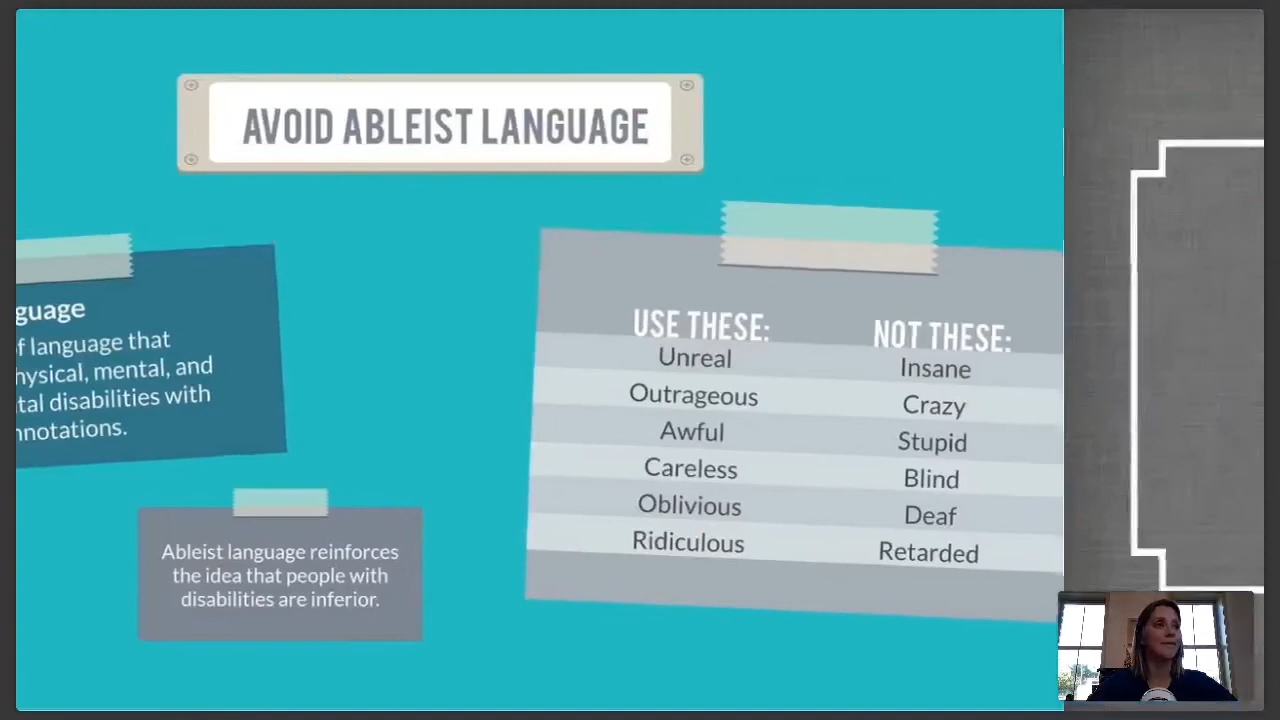 AVOID ABLEIST LANGUAGE
guage
f language that
hysical, mental, and
tal disabilities with
nnotations.
Ableist language reinforces
the idea that people with
disabilities are inferior.
USE THESE: NOT THESE:
Unreal Insane
Outrageous Crazy
Awful Stupid
Careless Blind
Oblivious Deaf
Ridiculous Retarded